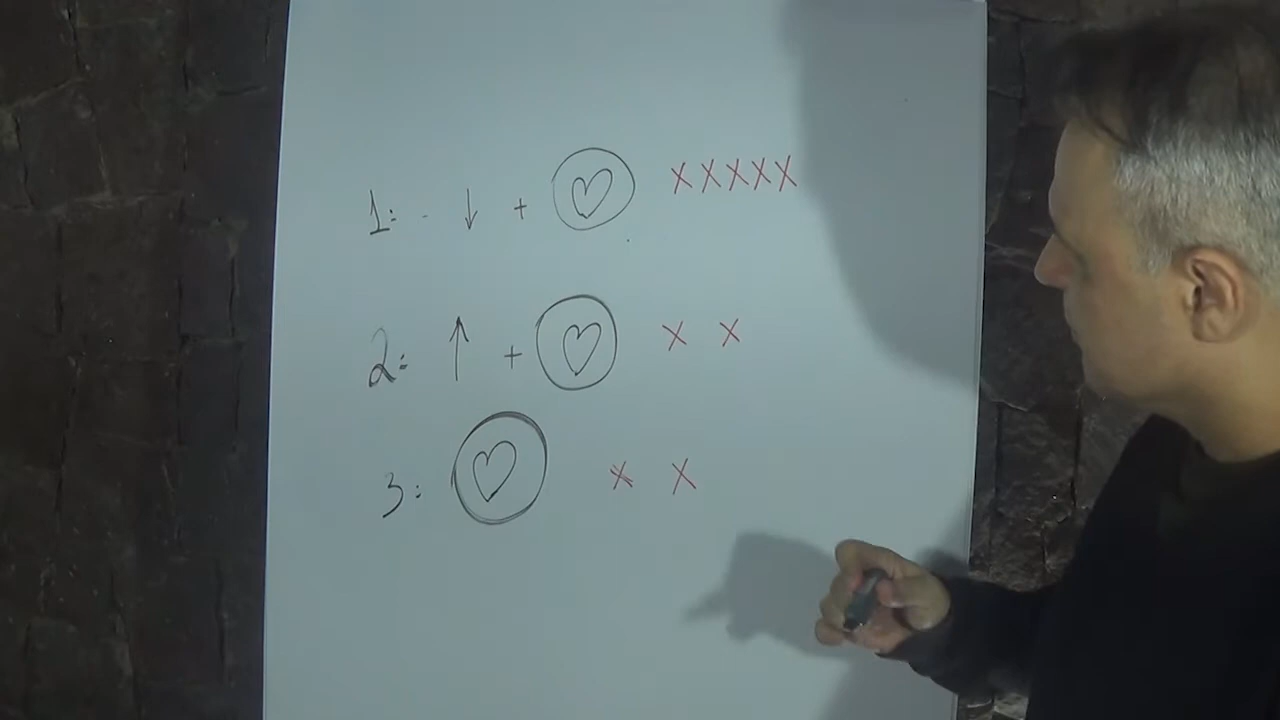 1: - ↓ + ♡ X X X X X
2: ↑ + ♡ X X
3: ♡ X X